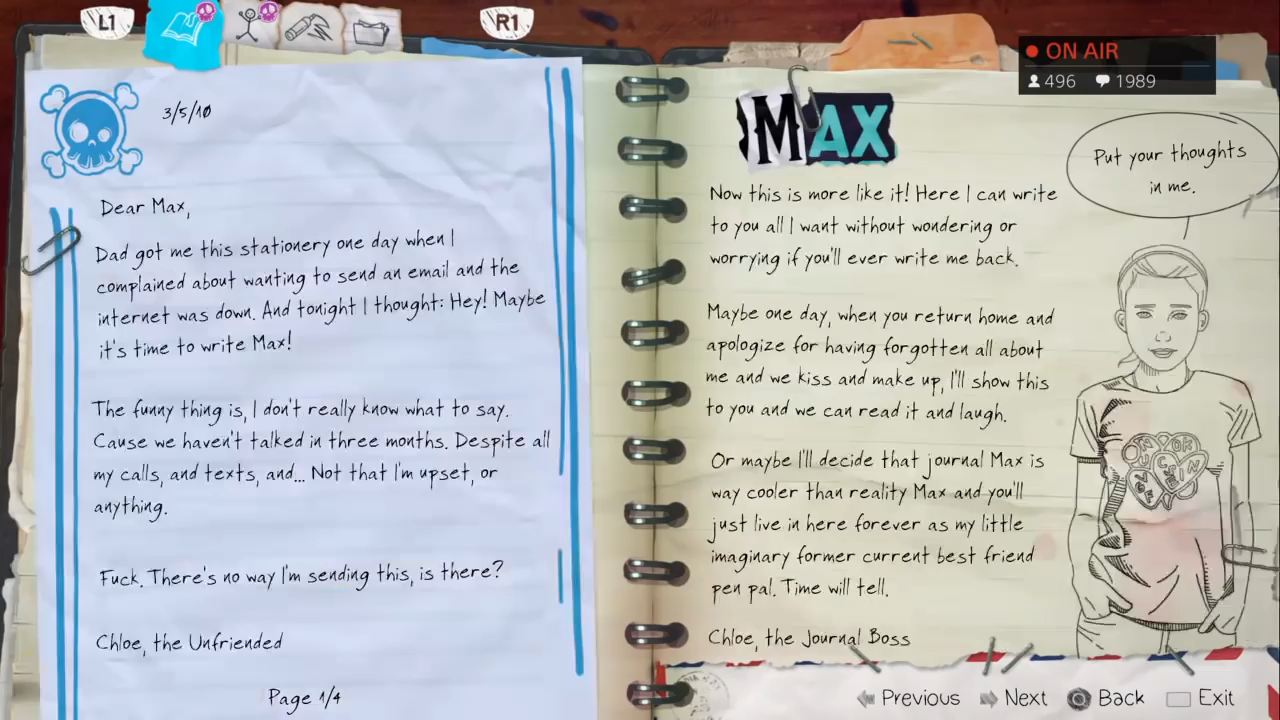 L1
R1
ON AIR
496 1989
3/5/10
Dear Max,
Dad got me this stationery one day when I
complained about wanting to send an email and the
internet was down. And tonight I thought: Hey! Maybe
it's time to write Max!
The funny thing is, I don't really know what to say.
Cause we haven't talked in three months. Despite all
my calls, and texts, and... Not that I'm upset, or
anything.
Fuck. There's no way I'm sending this, is there?
Chloe, the Unfriended
Page 1/4
MAX
Now this is more like it! Here I can write
to you all I want without wondering or
worrying if you'll ever write me back.
Maybe one day, when you return home and
apologize for having forgotten all about
me and we kiss and make up, I'll show this
to you and we can read it and laugh.
Or maybe I'll decide that journal Max is
way cooler than reality Max and you'll
just live in here forever as my little
imaginary former current best friend
pen pal. Time will tell.
Chloe, the Journal Boss
Put your thoughts
in me.
Previous Next Back Exit